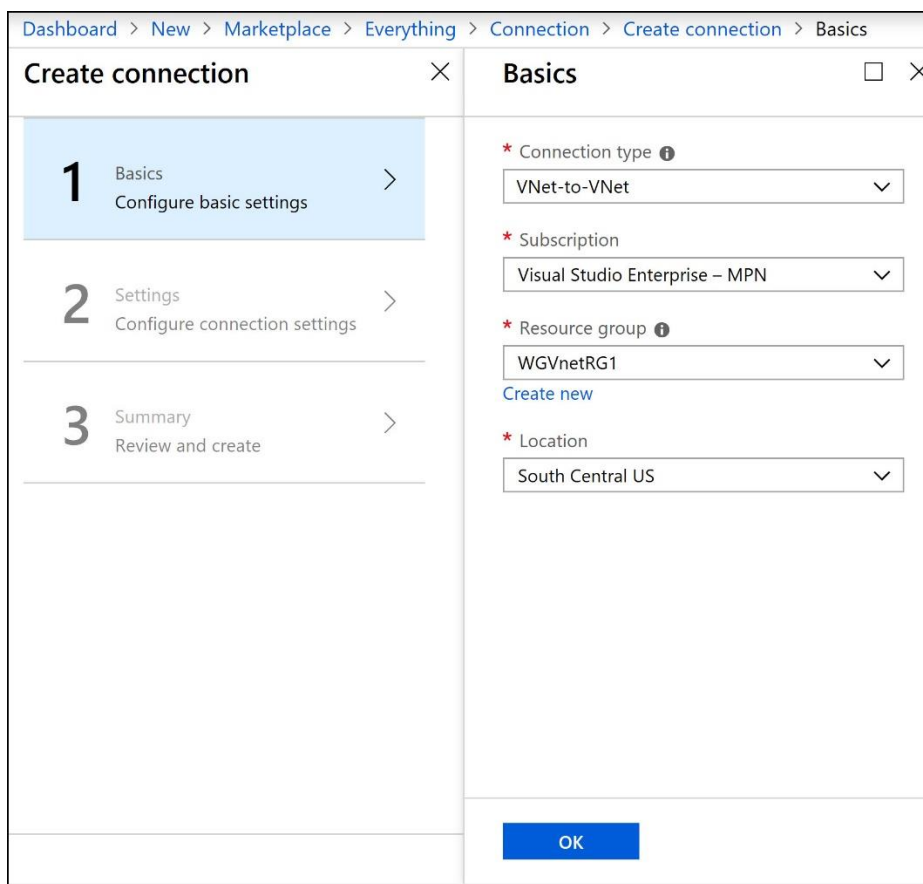 Dashboard > New > Marketplace > Everything > Connection > Create connection > Basics
Create connection
1
Basics
Configure basic settings
2
Settings
Configure connection settings
3
Summary
Review and create
Basics
* Connection type
VNet-to-VNet
* Subscription
Visual Studio Enterprise – MPN
* Resource group
WGVnetRG1
Create new
* Location
South Central US
OK